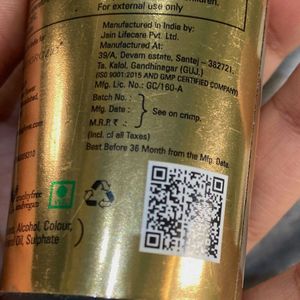 children.
For external use only
Manufactured in India by:
Jain Lifecare Pvt. Ltd.
Manufactured At:
39/A, Devam estate, Santej - 382721.
Ta. Kalol, Gandhinagar (GUJ.)
(ISO 9001:2015 AND GMP CERTIFIED COMPANY)
GC. Mfg. Lic. No.: GC/160-A
Batch No. :
Mfg. Date : See on crimp.
M.R.P. ₹ :
(Incl. of all Taxes)
Best Before 36 Month from the Mfg. Date.
Alcohol, Colour,
Oil, Sulphate